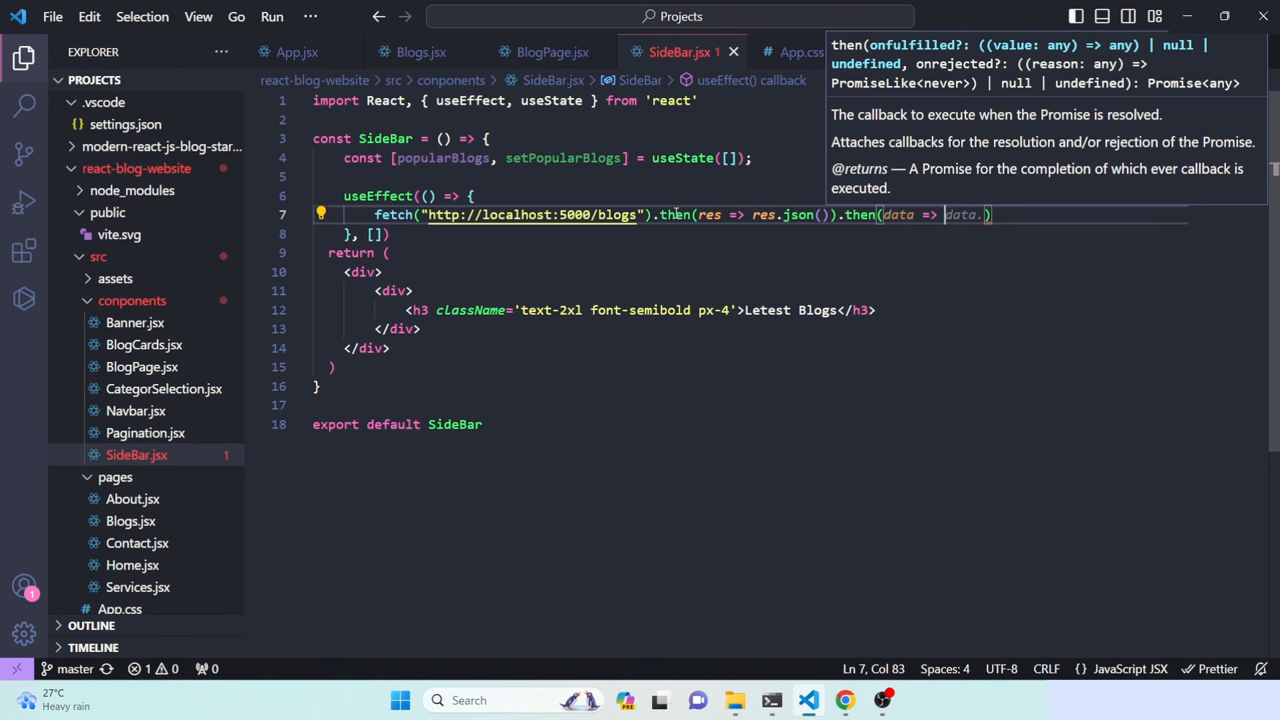 File Edit Selection View Go Run ··· Projects
EXPLORER ···
App.jsx Blogs.jsx BlogPage.jsx SideBar.jsx 1 App.css
then(onfulfilled?: ((value: any) => any) | null |
undefined, onrejected?: ((reason: any) =>
PromiseLike<never>) | null | undefined): Promise<any>
The callback to execute when the Promise is resolved.
Attaches callbacks for the resolution and/or rejection of the Promise.
@returns — A Promise for the completion of which ever callback is
executed.
PROJECTS
.vscode
settings.json
modern-react-js-blog-star...
react-blog-website
node_modules
public
vite.svg
src
assets
conponents
Banner.jsx
BlogCards.jsx
BlogPage.jsx
CategorSelection.jsx
Navbar.jsx
Pagination.jsx
SideBar.jsx 1
pages
About.jsx
Blogs.jsx
Contact.jsx
Home.jsx
Services.jsx
App.css
OUTLINE
TIMELINE
react-blog-website > src > conponents > SideBar.jsx > SideBar > useEffect() callback
1 import React, { useEffect, useState } from 'react'
2
3 const SideBar = () => {
4 const [popularBlogs, setPopularBlogs] = useState([]);
5
6 useEffect(() => {
7 fetch("http://localhost:5000/blogs").then(res => res.json()).then(data => data.)
8 }, [])
9 return (
10 <div>
11 <div>
12 <h3 className='text-2xl font-semibold px-4'>Letest Blogs</h3>
13 </div>
14 </div>
15 )
16 }
17
18 export default SideBar
1
master 1 0 0 Ln 7, Col 83 Spaces: 4 UTF-8 CRLF {} JavaScript JSX Prettier
27°C
Heavy rain
Search
PRE